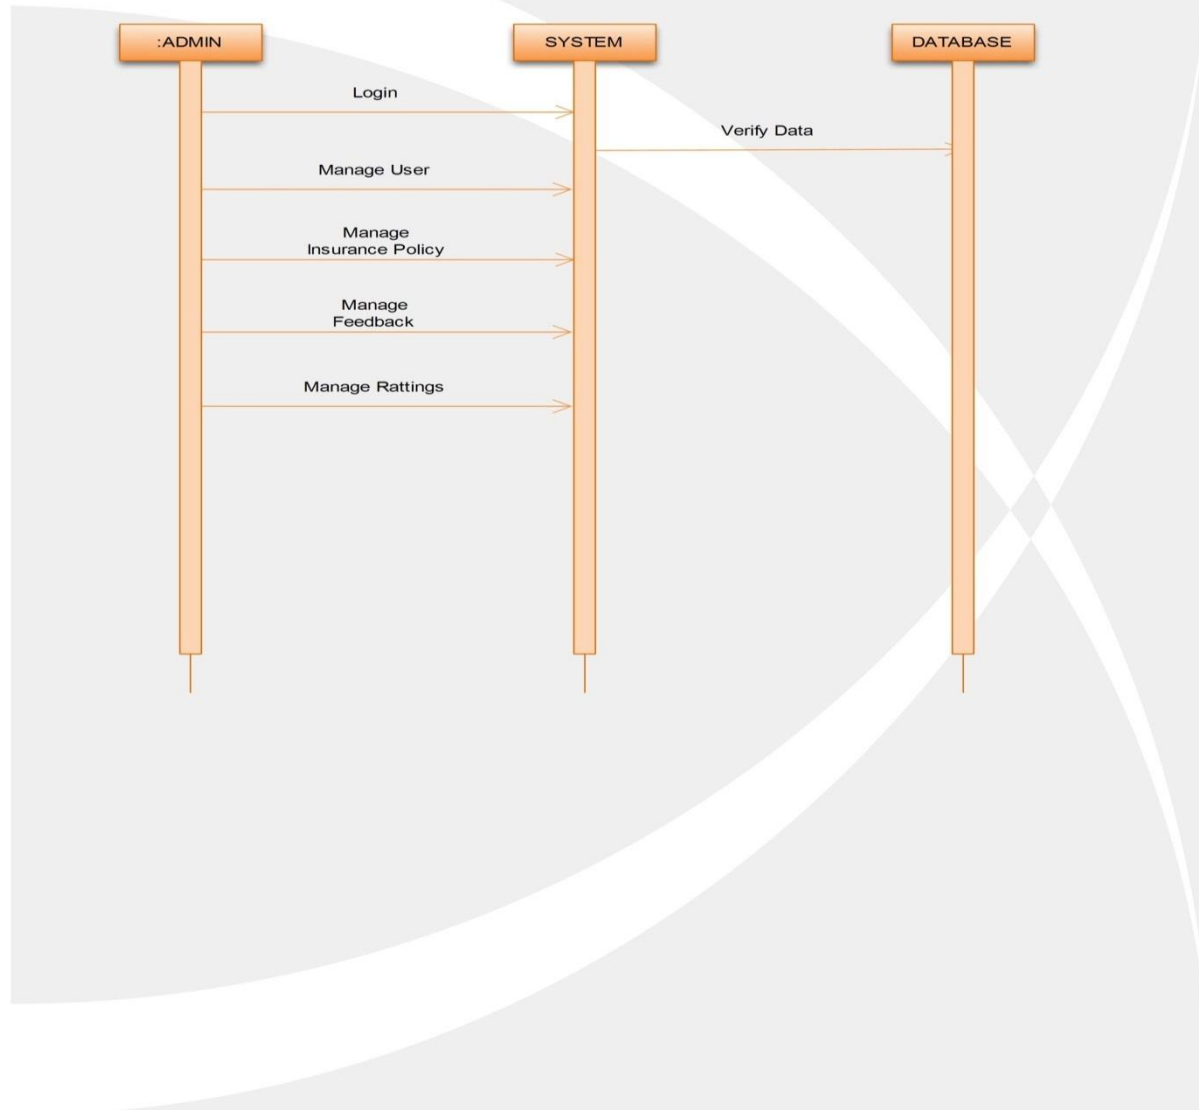 :ADMIN
SYSTEM
DATABASE
Login
Verify Data
Manage User
Manage
Insurance Policy
Manage
Feedback
Manage Rattings